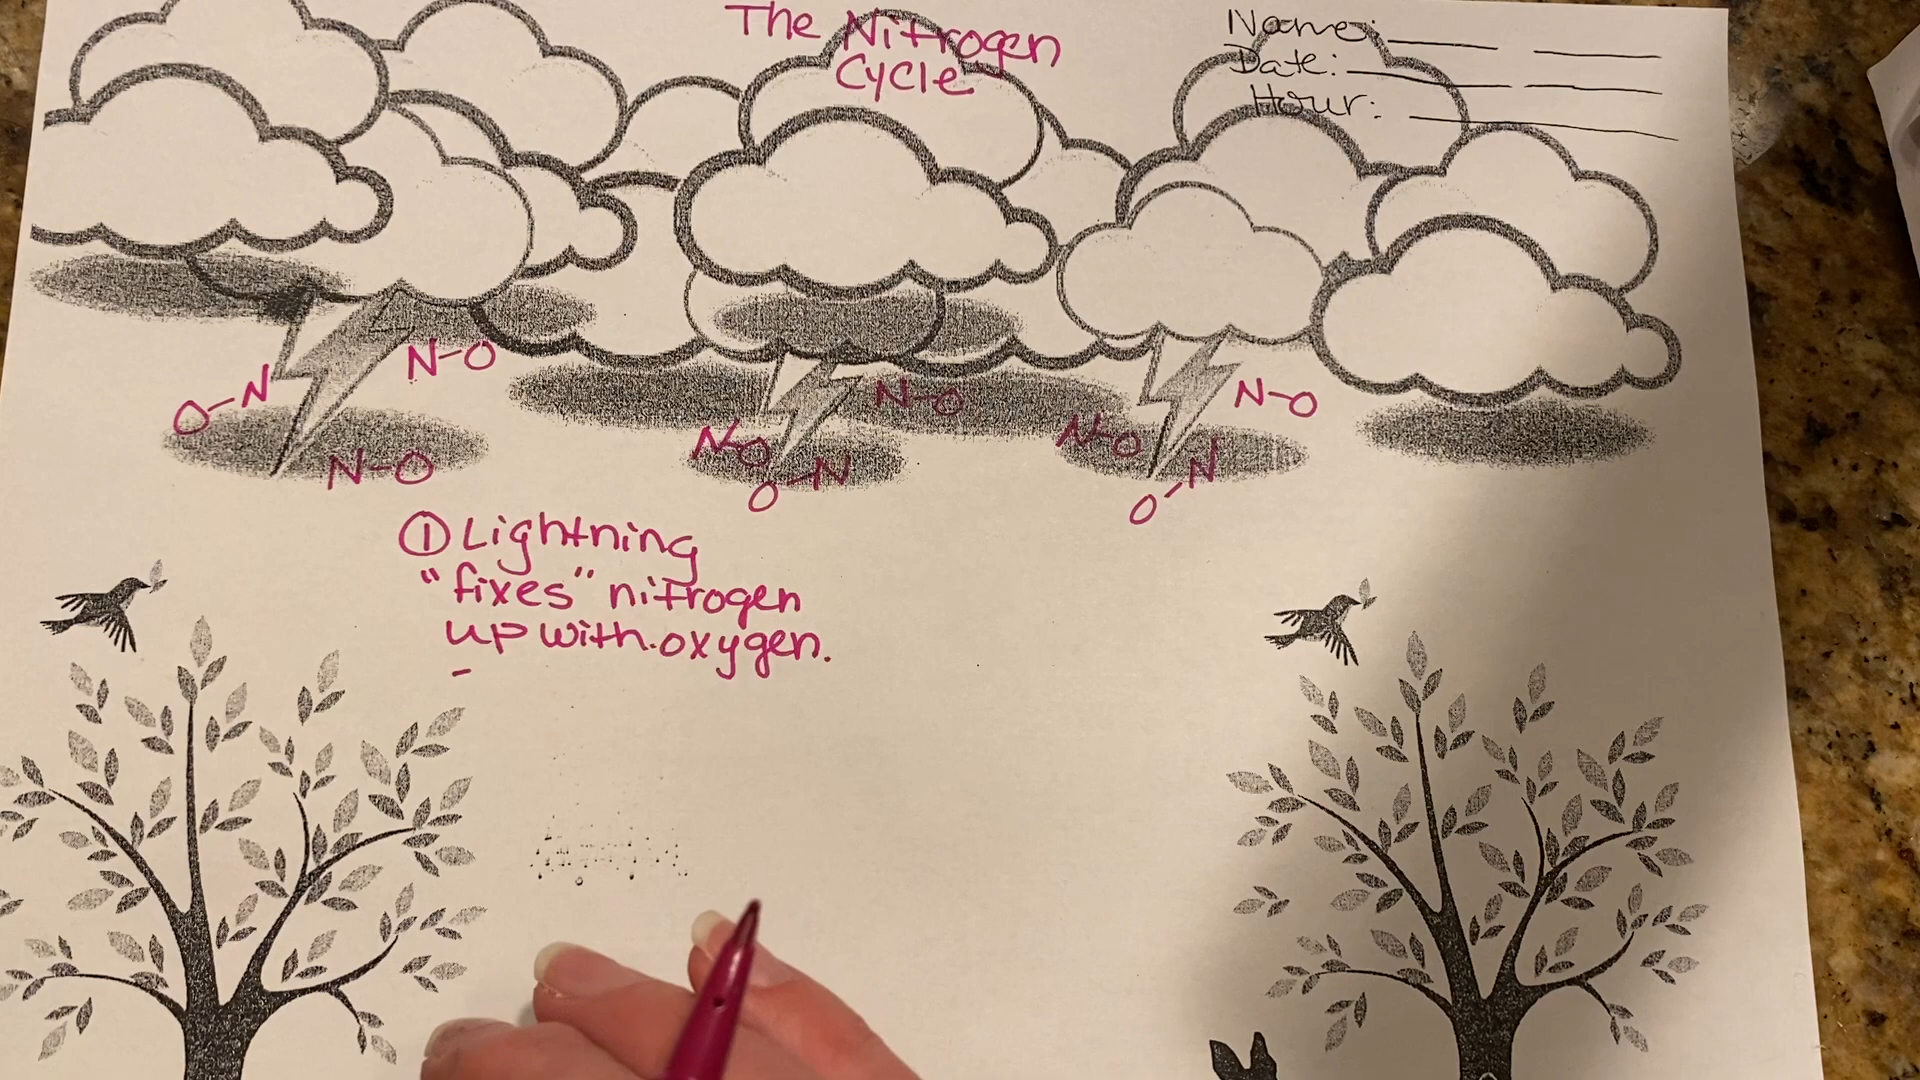 The Nitrogen
Cycle
Name:
Date:
Hour:
N-O
O-N
N-O
N-O
N-O
O-N
N-O
N-O
O-N
① Lightning
"fixes" nitrogen
up with oxygen.
-